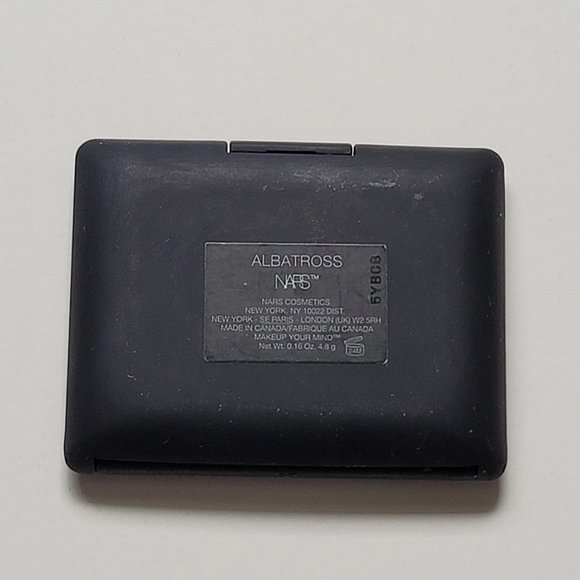 ALBATROSS
NARS™
NARS COSMETICS
NEW YORK, NY 10022 DIST.
NEW YORK - SE PARIS - LONDON (UK) W2 5RH
MADE IN CANADA/FABRIQUE AU CANADA
MAKEUP YOUR MIND™
Net Wt. 0.16 Oz. 4.8 g
24M
5YBC8